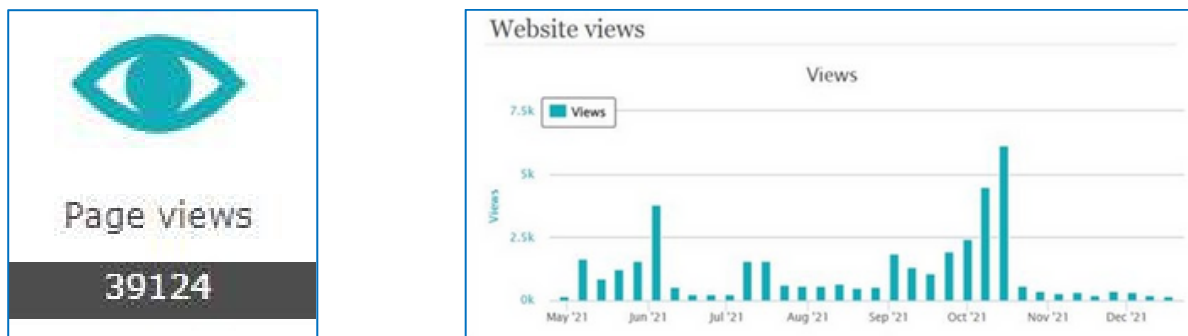 Page views
39124
Website views
Views
7.5k
Views
5k
Views
2.5k
0k
May '21 Jun '21 Jul '21 Aug '21 Sep '21 Oct '21 Nov '21 Dec '21